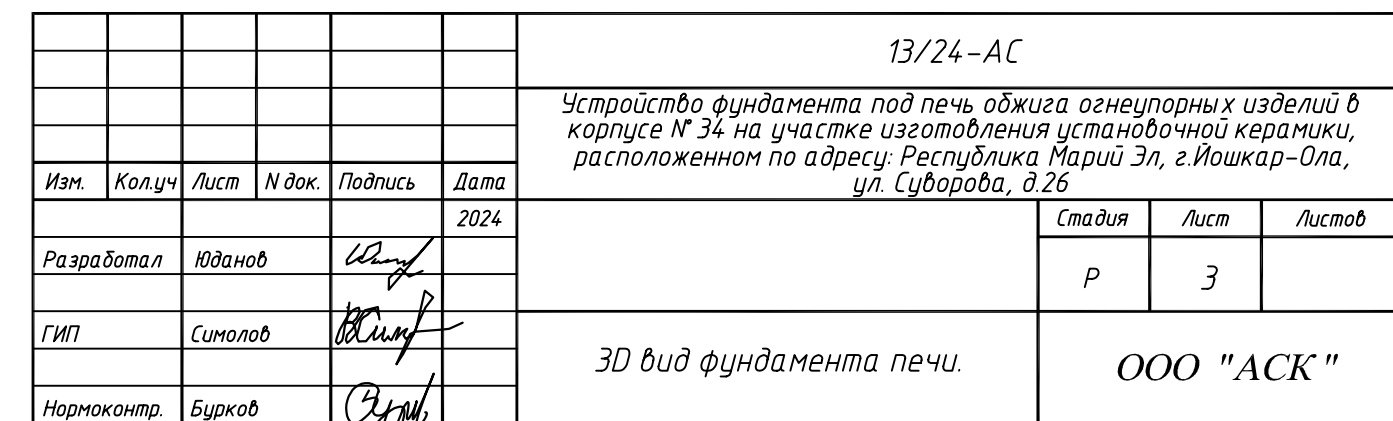 13/24-АС
Устройство фундамента под печь обжига огнеупорных изделий в
корпусе № 34 на участке изготовления установочной керамики,
расположенном по адресу: Республика Марий Эл, г.Йошкар-Ола,
ул. Суворова, д.26
Изм. Кол.уч Лист N док. Подпись Дата
2024 Стадия Лист Листов
Разработал Юданов
Р 3
ГИП Симолов
3D вид фундамента печи.
ООО "АСК"
Нормоконтр. Бурков